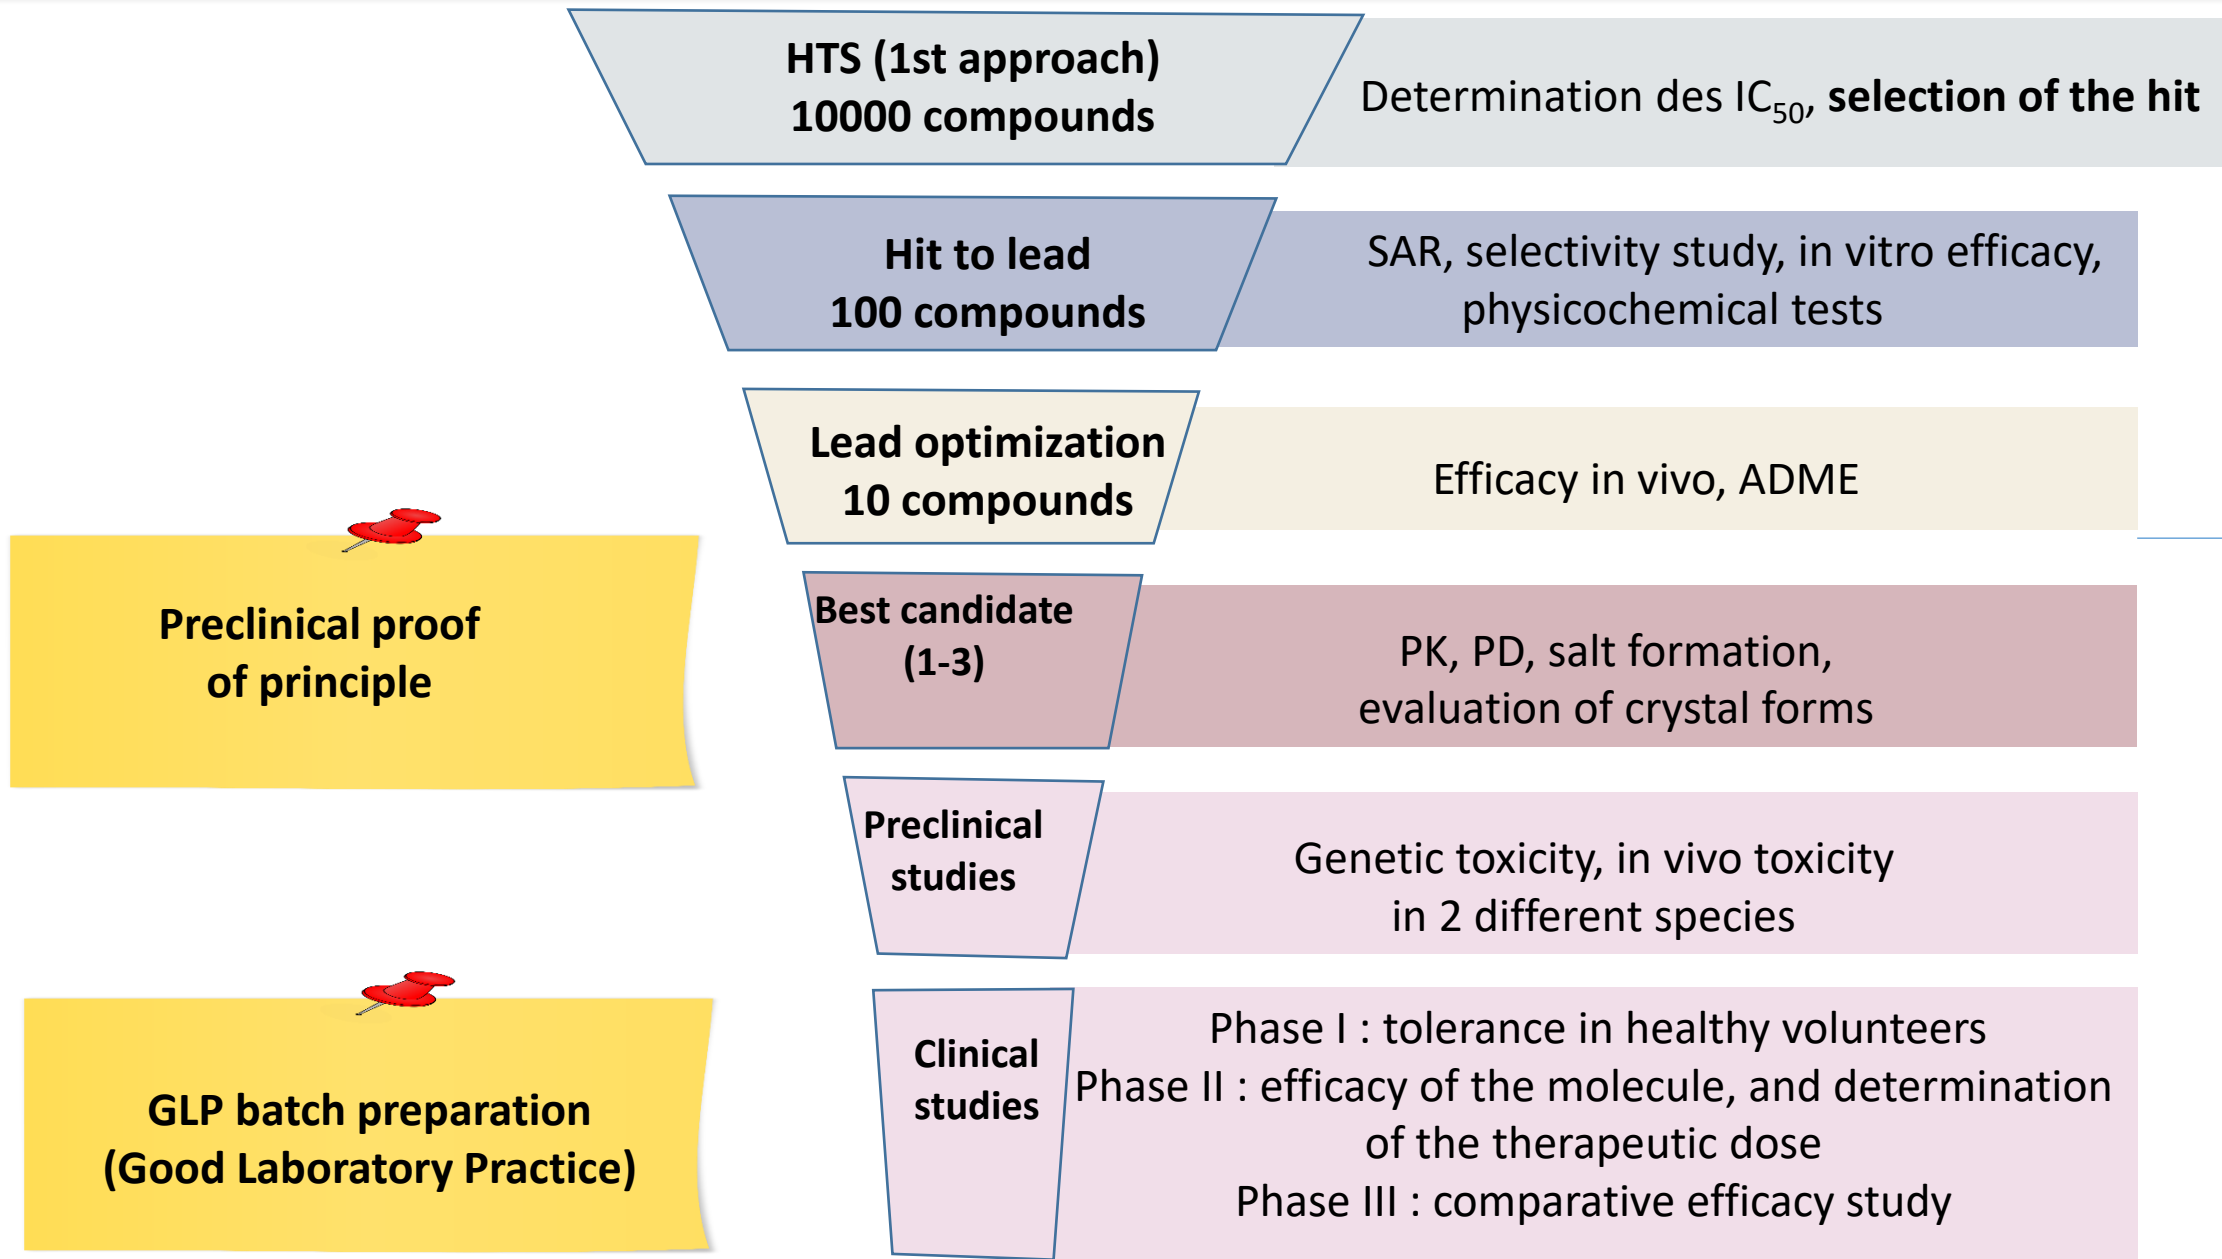 HTS (1st approach)
10000 compounds
Determination des IC50, selection of the hit
Hit to lead
100 compounds
SAR, selectivity study, in vitro efficacy,
physicochemical tests
Lead optimization
10 compounds
Efficacy in vivo, ADME
Preclinical proof
of principle
Best candidate
(1-3)
PK, PD, salt formation,
evaluation of crystal forms
Preclinical
studies
Genetic toxicity, in vivo toxicity
in 2 different species
GLP batch preparation
(Good Laboratory Practice)
Clinical
studies
Phase I : tolerance in healthy volunteers
Phase II : efficacy of the molecule, and determination
of the therapeutic dose
Phase III : comparative efficacy study